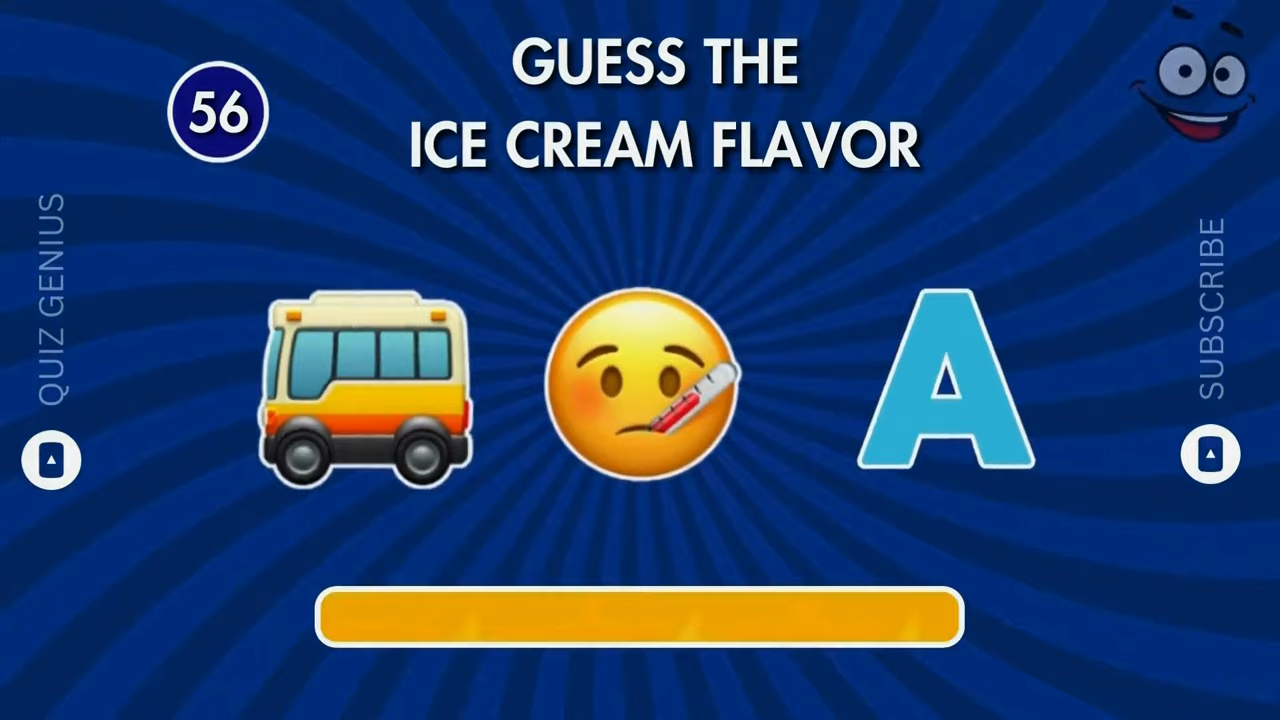 GUESS THE
56
ICE CREAM FLAVOR
QUIZ GENIUS
SUBSCRIBE
A